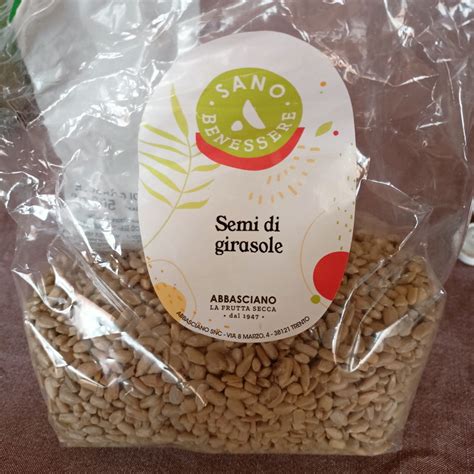 SANO
BENESSERE
Semi di
girasole
ABBASCIANO
LA FRUTTA SECCA
• dal 1947 •
ABBASCIANO SNC - VIA 8 MARZO, 4 - 38121 TRENTO